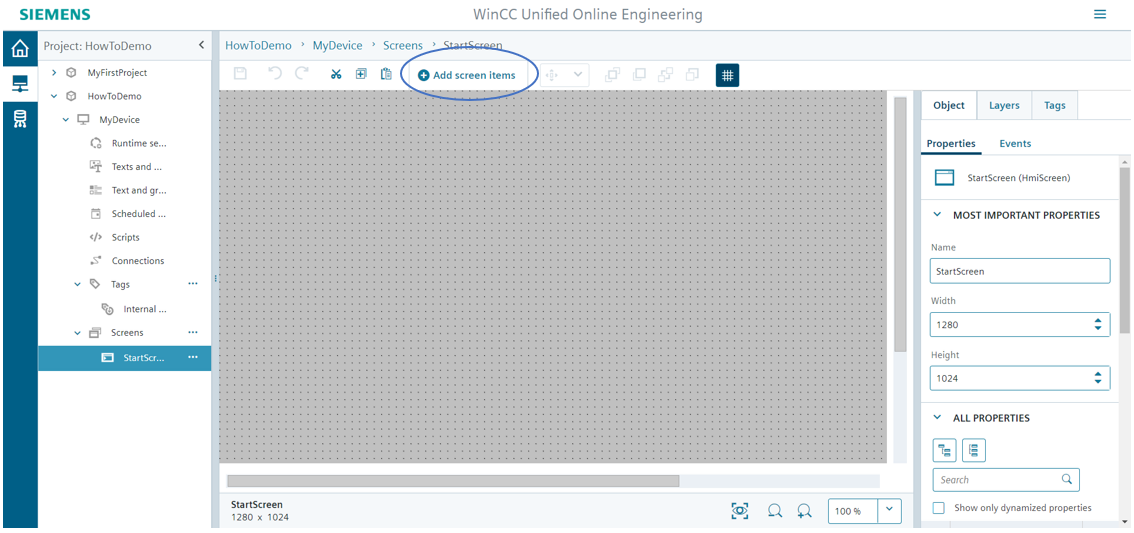 SIEMENS
WinCC Unified Online Engineering
Project: HowToDemo
MyFirstProject
HowToDemo
MyDevice
Runtime se...
Texts and ...
Text and gr...
Scheduled ...
Scripts
Connections
Tags ...
Internal ...
Screens ...
StartScr... ...
HowToDemo > MyDevice > Screens > StartScreen
Add screen items
StartScreen
1280 x 1024
100 %
Object Layers Tags
Properties Events
StartScreen (HmiScreen)
MOST IMPORTANT PROPERTIES
Name
StartScreen
Width
1280
Height
1024
ALL PROPERTIES
Search
Show only dynamized properties